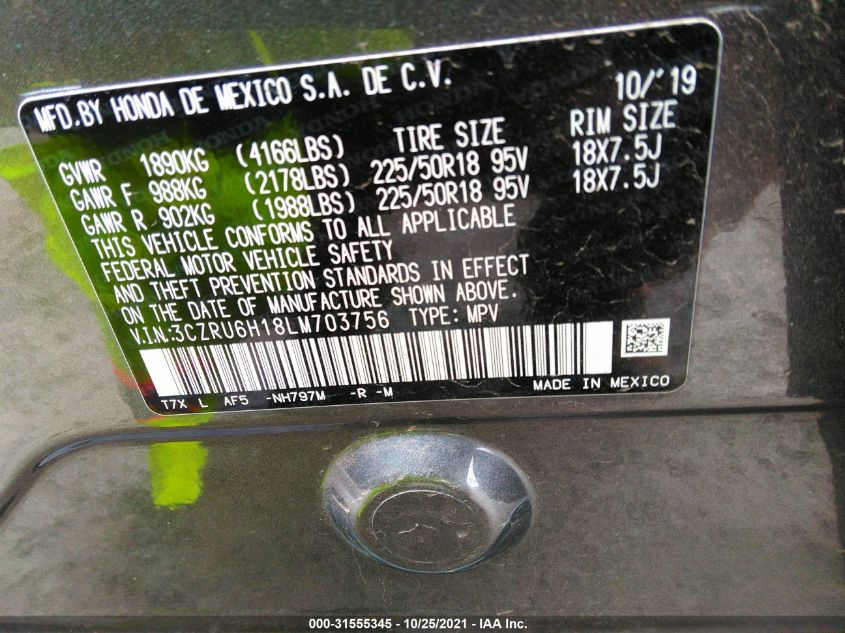 MFD.BY HONDA DE MEXICO S.A. DE C.V. 10/'19
GVWR 1890KG (4166LBS) TIRE SIZE RIM SIZE
GAWR F 988KG (2178LBS) 225/50R18 95V 18X7.5J
GAWR R 902KG (1988LBS) 225/50R18 95V 18X7.5J
THIS VEHICLE CONFORMS TO ALL APPLICABLE
FEDERAL MOTOR VEHICLE SAFETY
AND THEFT PREVENTION STANDARDS IN EFFECT
ON THE DATE OF MANUFACTURE SHOWN ABOVE.
V.I.N:3CZRU6H18LM703756 TYPE: MPV
T7X L AF5 -NH797M -R -M MADE IN MEXICO
000-31555345 - 10/25/2021 - IAA Inc.